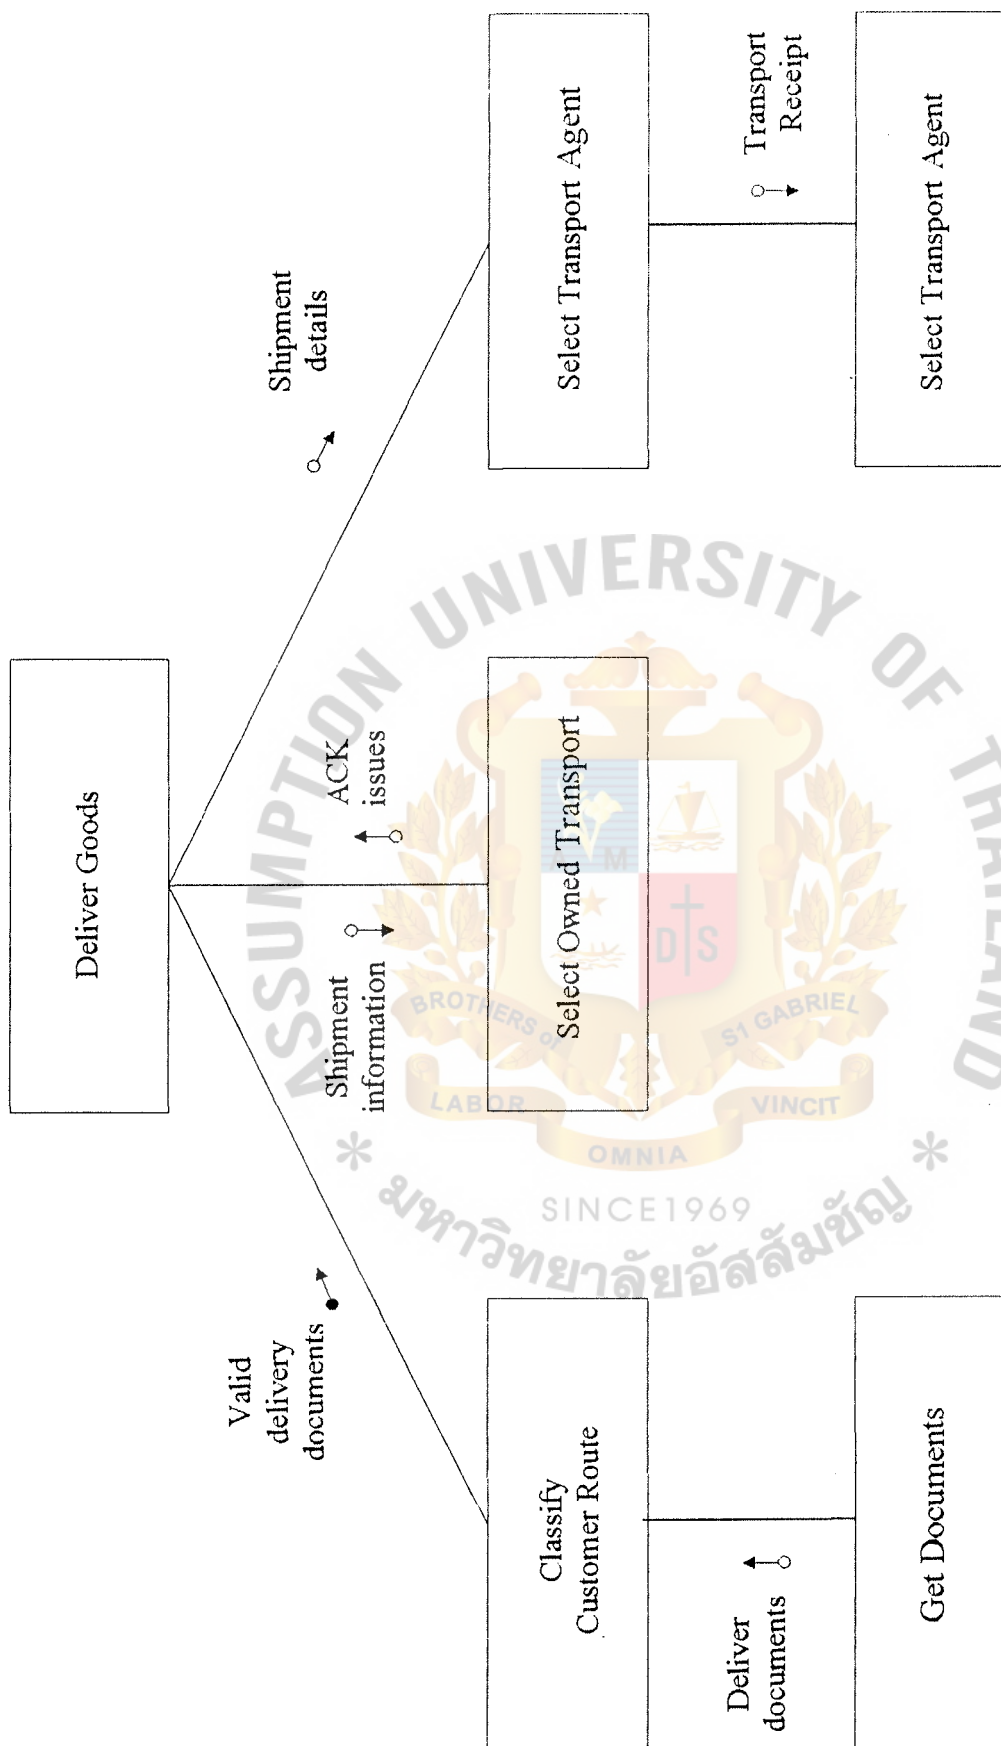 Deliver Goods
Valid
delivery
documents
Shipment
information
ACK
issues
Shipment
details
Classify
Customer Route
Select Owned Transport
Select Transport Agent
Deliver
documents
Transport
Receipt
Get Documents
Select Transport Agent
ASSUMPTION UNIVERSITY OF THAILAND
A M
D S
BROTHERS of
S1 GABRIEL
LABOR
OMNIA
VINCIT
SINCE1969
* มหาวิทยาลัยอัสสัมชัญ *